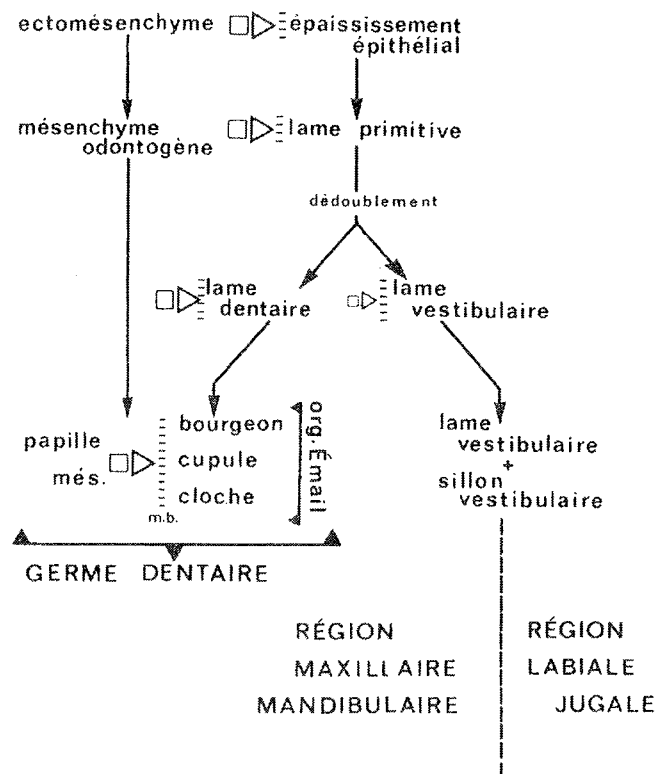 ectomésenchyme épaississement
épithélial
mésenchyme
odontogène
lame primitive
dédoublement
lame
dentaire
lame
vestibulaire
papille
més.
bourgeon
cupule
cloche
m.b.
org. Émail
lame
vestibulaire
+
sillon
vestibulaire
GERME DENTAIRE
RÉGION
MAXILLAIRE
MANDIBULAIRE
RÉGION
LABIALE
JUGALE